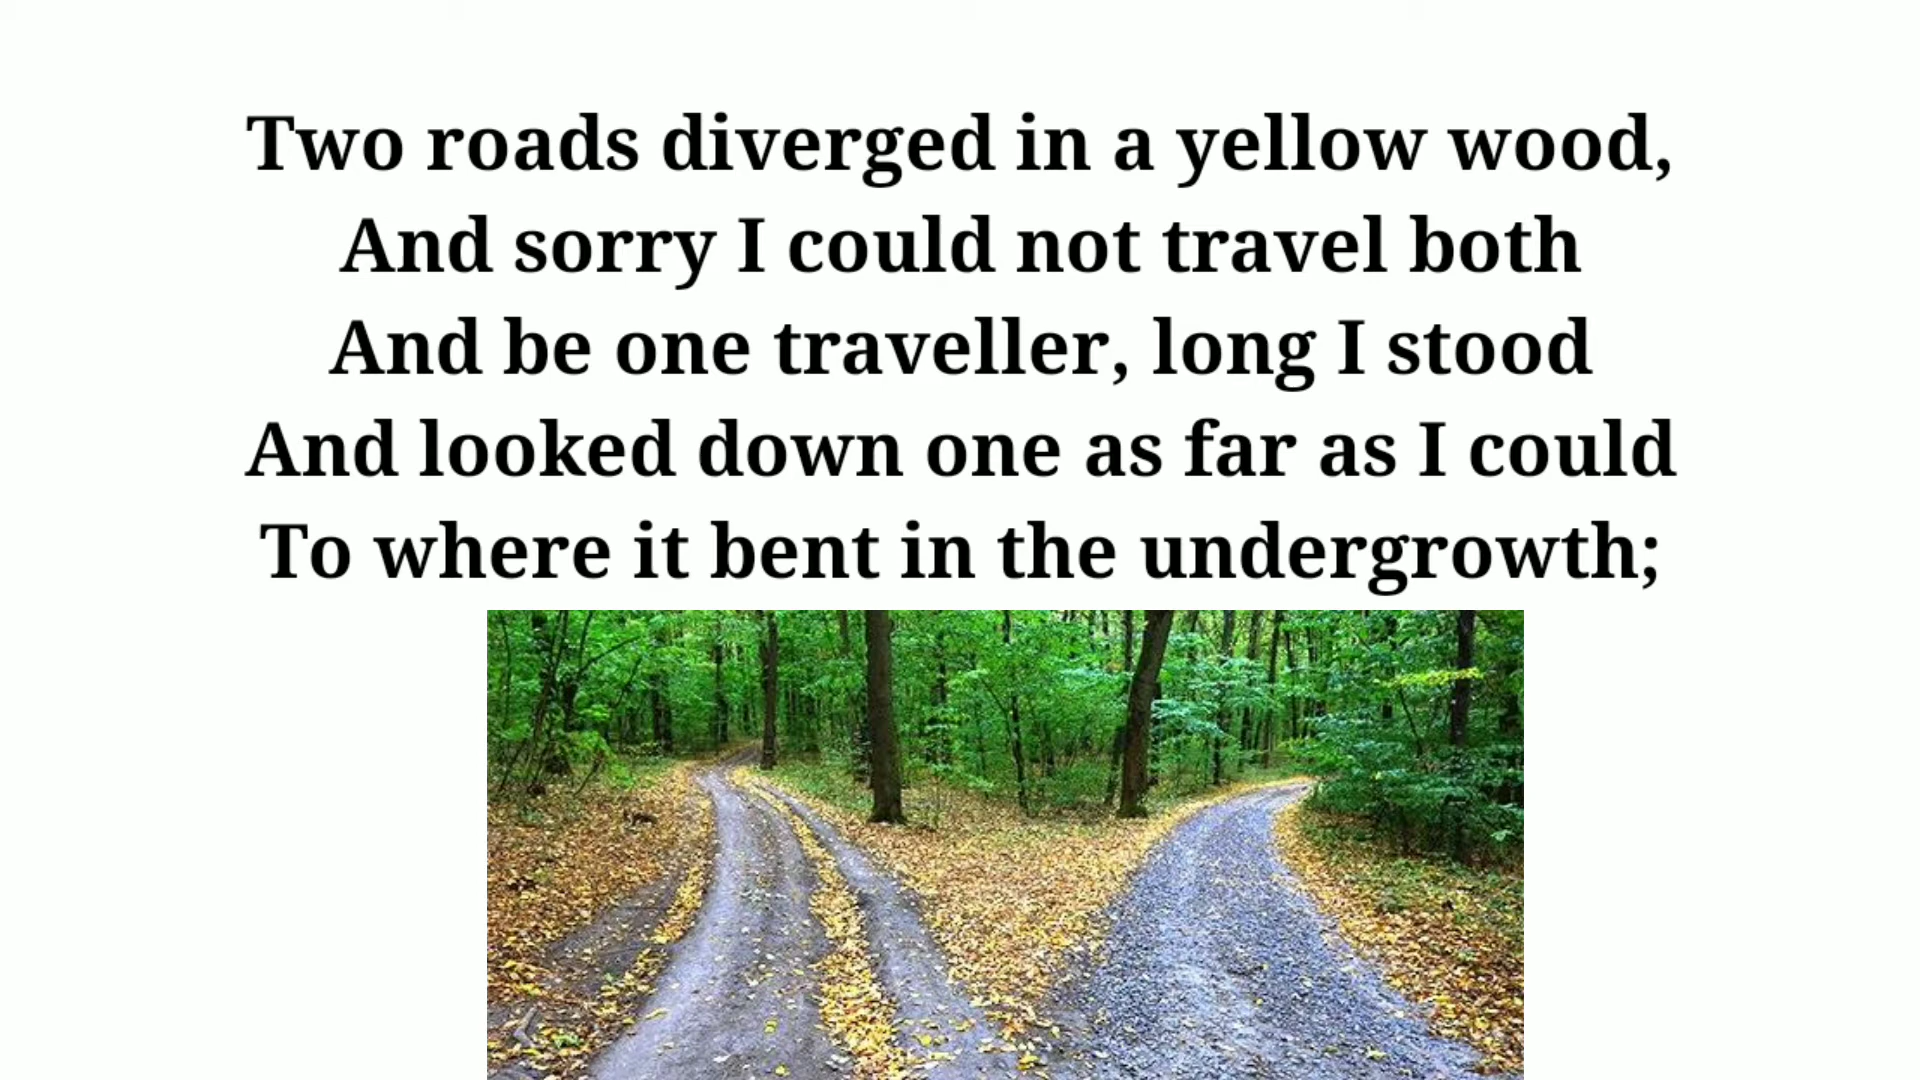 Two roads diverged in a yellow wood,
And sorry I could not travel both
And be one traveller, long I stood
And looked down one as far as I could
To where it bent in the undergrowth;